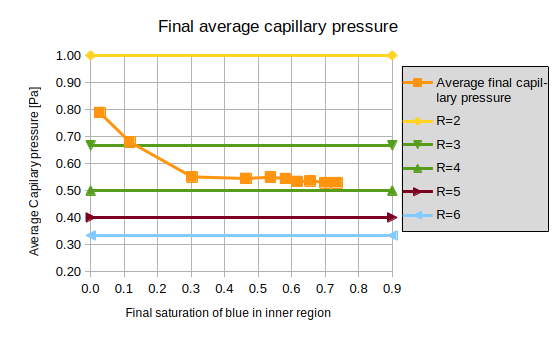 Final average capillary pressure
Average Capillary pressure [Pa]
1.00
0.90
0.80
0.70
0.60
0.50
0.40
0.30
0.20
0.0 0.1 0.2 0.3 0.4 0.5 0.6 0.7 0.8 0.9
Final saturation of blue in inner region
Average final capil-
lary pressure
R=2
R=3
R=4
R=5
R=6